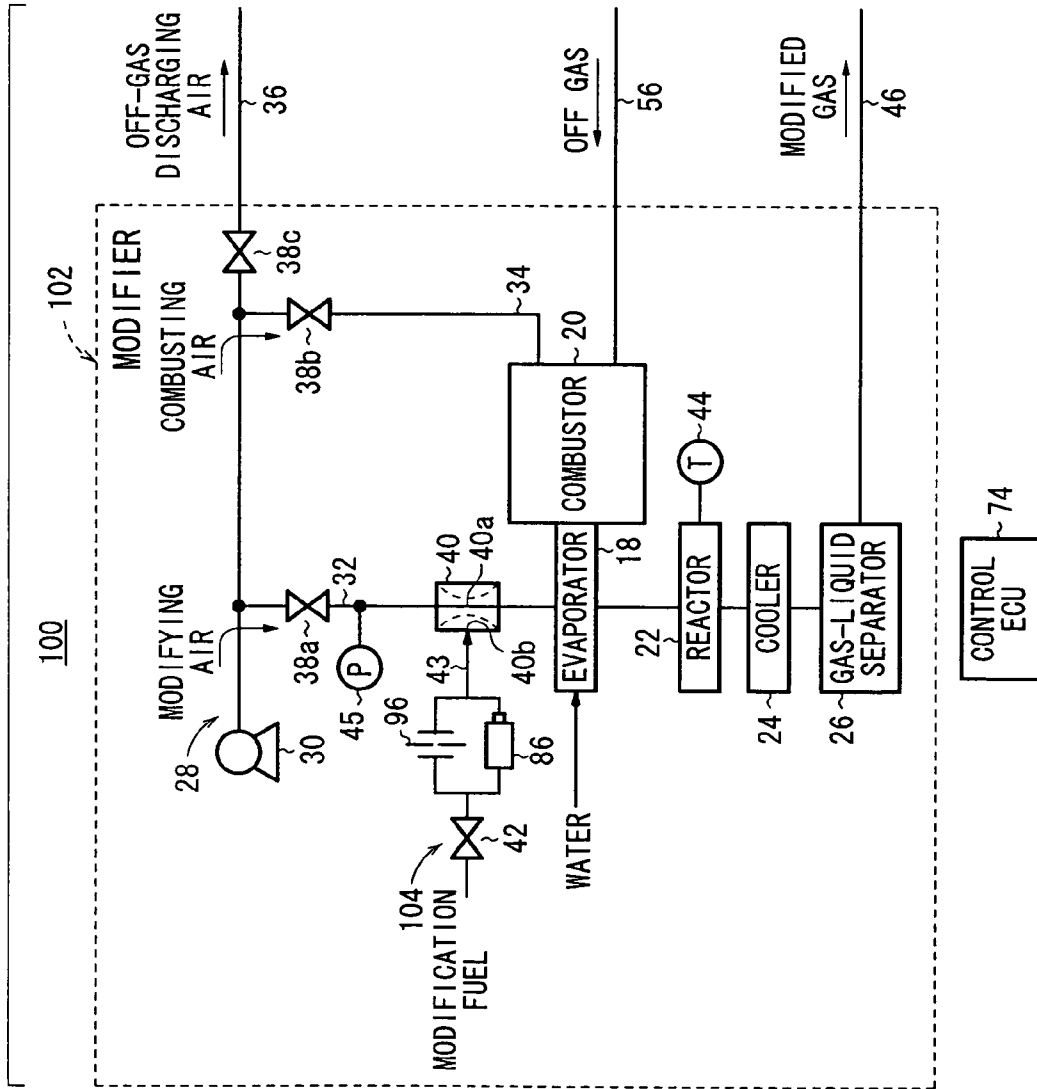 100
102
MODIFIER
28
30
MODIFYING
AIR
38a
32
P
45
COMBUSTING
AIR
38b
34
38c
OFF-GAS
DISCHARGING
AIR
36
104
MODIFICATION
FUEL
42
96
86
43
40
40a
40b
WATER
EVAPORATOR
18
COMBUSTOR
20
OFF GAS
56
22
REACTOR
T
44
24
COOLER
26
GAS-LIQUID
SEPARATOR
MODIFIED
GAS
46
CONTROL
ECU
74